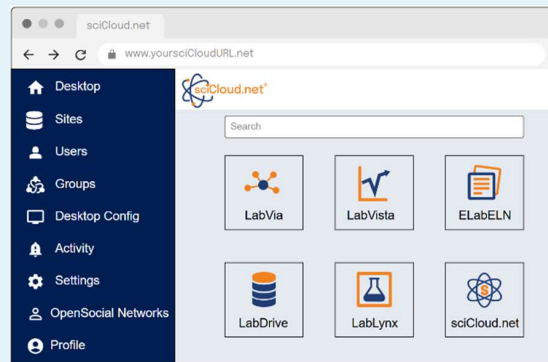 sciCloud.net
www.yoursciCloudURL.net
Desktop
Sites
Users
Groups
Desktop Config
Activity
Settings
OpenSocial Networks
Profile
sciCloud.net®
Search
LabVia
LabVista
ELabELN
LabDrive
LabLynx
S
sciCloud.net